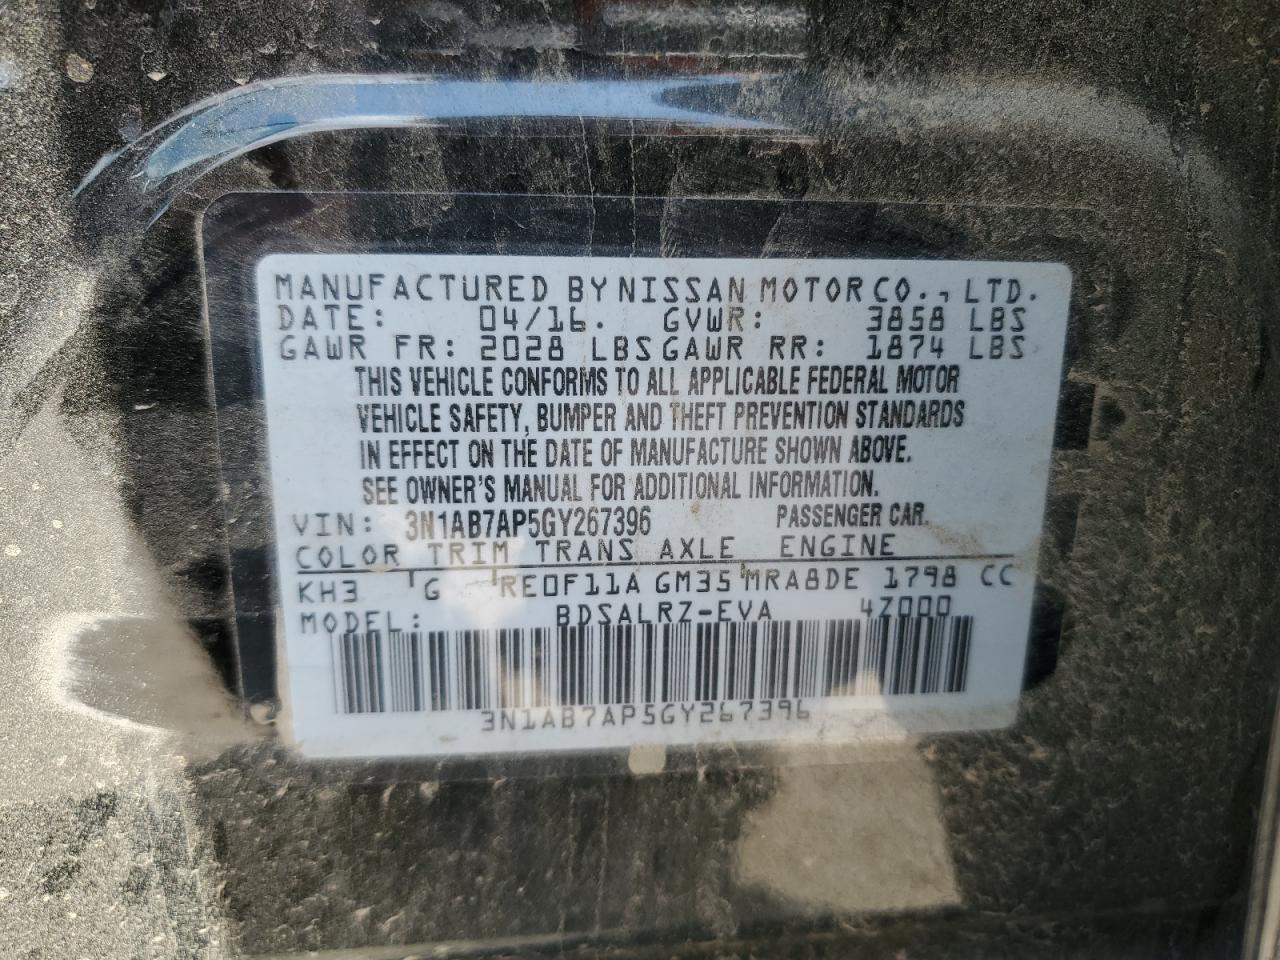 MANUFACTURED BY NISSAN MOTOR CO., LTD.
DATE: 04/16. GVWR: 3858 LBS
GAWR FR: 2028 LBS GAWR RR: 1874 LBS
THIS VEHICLE CONFORMS TO ALL APPLICABLE FEDERAL MOTOR
VEHICLE SAFETY, BUMPER AND THEFT PREVENTION STANDARDS
IN EFFECT ON THE DATE OF MANUFACTURE SHOWN ABOVE.
SEE OWNER'S MANUAL FOR ADDITIONAL INFORMATION.
VIN: 3N1AB7AP5GY267396 PASSENGER CAR.
COLOR TRIM TRANS AXLE ENGINE
KH3 G RE0F11A GM35 MRA8DE 1798 CC
MODEL: BDSALRZ-EVA 4Z000
3N1AB7AP5GY267396